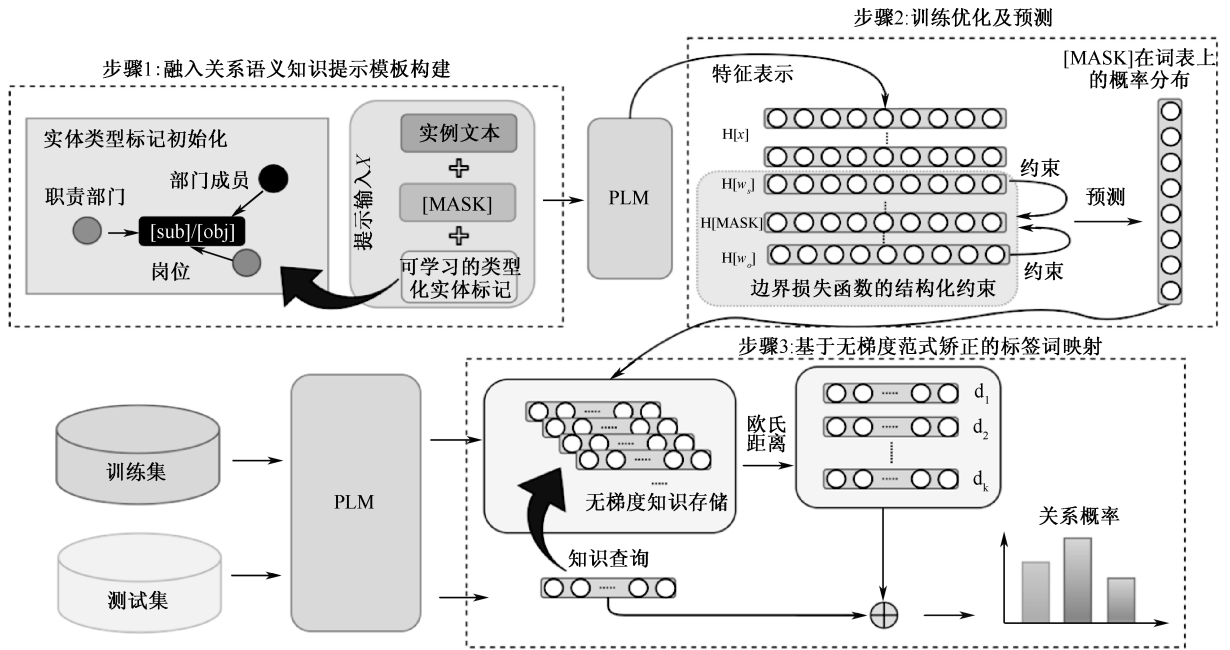 步骤1:融入关系语义知识提示模板构建
实体类型标记初始化
部门成员
职责部门
[sub]/[obj]
岗位
提示输入X
实例文本
[MASK]
可学习的类型
化实体标记
PLM
步骤2:训练优化及预测
特征表示
H[x]
H[wₛ]
H[MASK]
H[wₒ]
约束
约束
边界损失函数的结构化约束
预测
[MASK]在词表上
的概率分布
步骤3:基于无梯度范式矫正的标签词映射
训练集
测试集
PLM
无梯度知识存储
知识查询
欧氏
距离
d₁
d₂
dₖ
关系概率